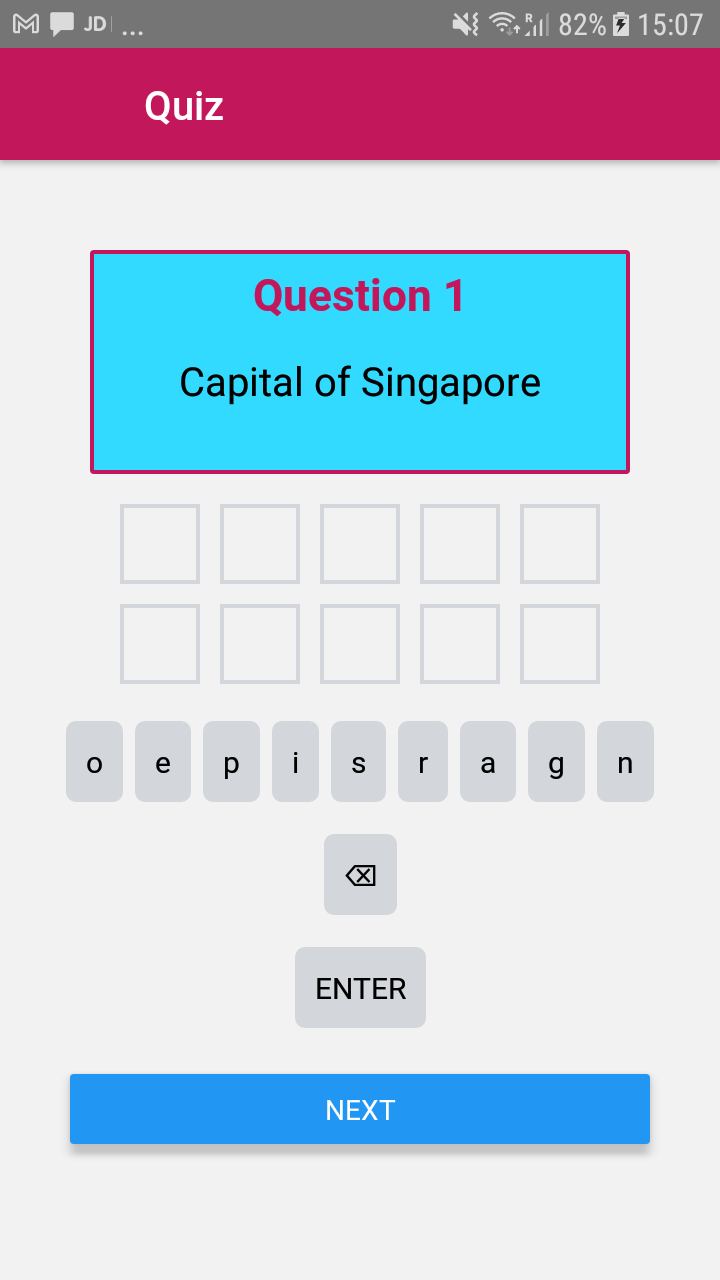 JD ...
R 82% 15:07
Quiz
Question 1
Capital of Singapore
o e p i s r a g n
ENTER
NEXT